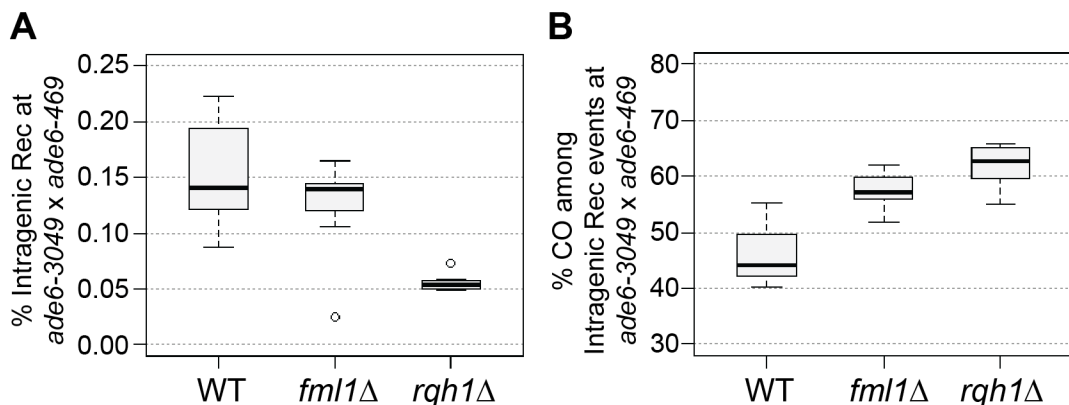 A
% Intragenic Rec at
ade6-3049 x ade6-469
0.25
0.20
0.15
0.10
0.05
0.00
WT
fml1Δ
rqh1Δ
B
% CO among
Intragenic Rec events at
ade6-3049 x ade6-469
80
70
60
50
40
30
WT
fml1Δ
rqh1Δ